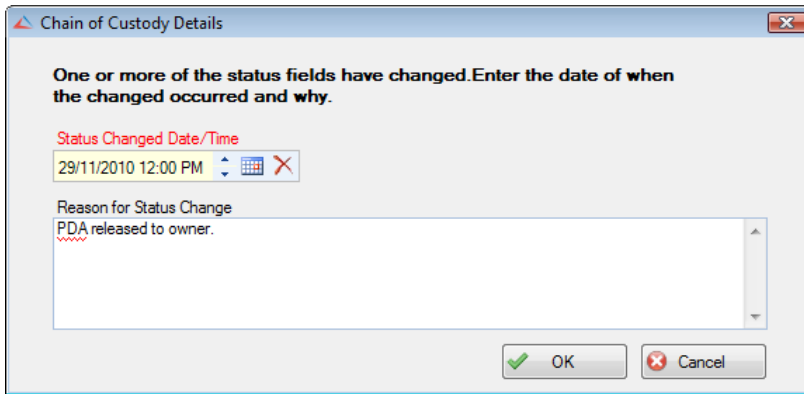 Chain of Custody Details
One or more of the status fields have changed.Enter the date of when
the changed occurred and why.
Status Changed Date/Time
29/11/2010 12:00 PM
Reason for Status Change
PDA released to owner.
OK
Cancel